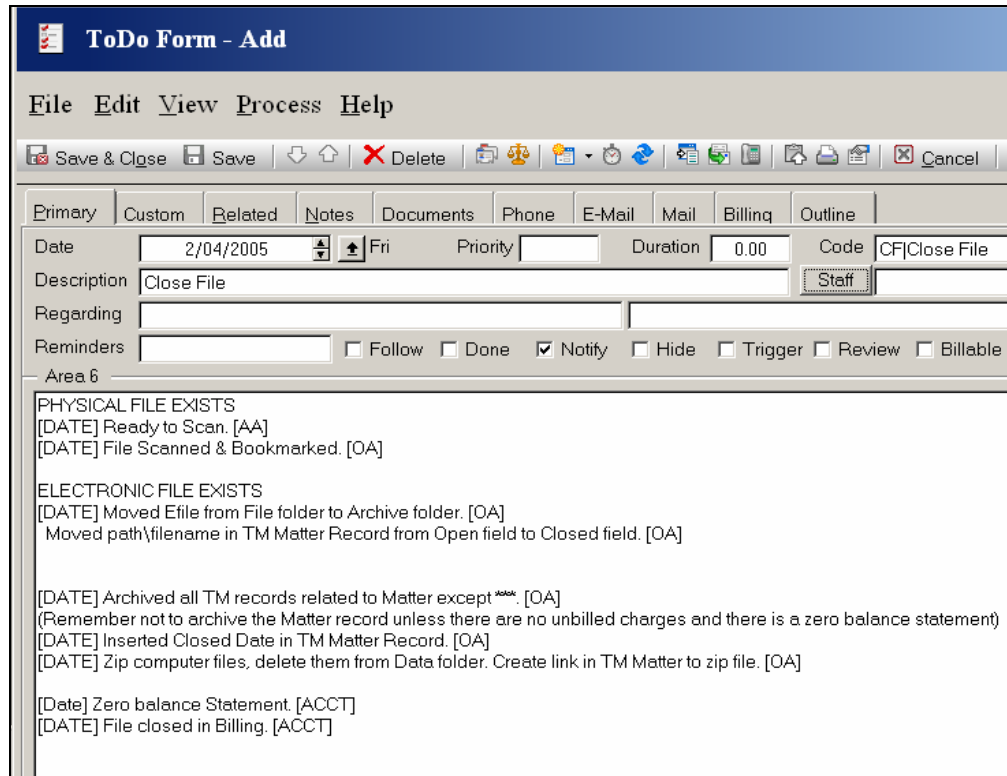 ToDo Form - Add
File Edit View Process Help
Save & Close Save Delete Cancel
Primary Custom Related Notes Documents Phone E-Mail Mail Billing Outline
Date 2/04/2005 Fri Priority Duration 0.00 Code CF|Close File
Description Close File Staff
Regarding
Reminders Follow Done Notify Hide Trigger Review Billable
Area 6
PHYSICAL FILE EXISTS
[DATE] Ready to Scan. [AA]
[DATE] File Scanned & Bookmarked. [OA]
ELECTRONIC FILE EXISTS
[DATE] Moved Efile from File folder to Archive folder. [OA]
Moved path\filename in TM Matter Record from Open field to Closed field. [OA]
[DATE] Archived all TM records related to Matter except ****. [OA]
(Remember not to archive the Matter record unless there are no unbilled charges and there is a zero balance statement)
[DATE] Inserted Closed Date in TM Matter Record. [OA]
[DATE] Zip computer files, delete them from Data folder. Create link in TM Matter to zip file. [OA]
[Date] Zero balance Statement. [ACCT]
[DATE] File closed in Billing. [ACCT]